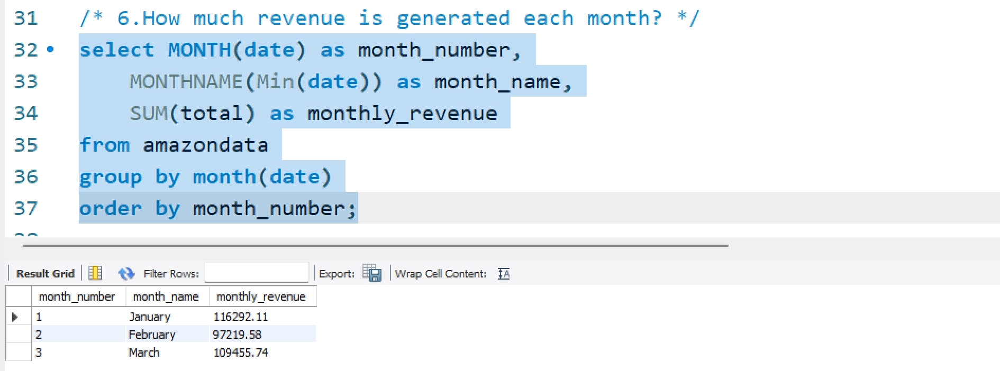 31 /* 6.How much revenue is generated each month? */
32 select MONTH(date) as month_number,
33 MONTHNAME(Min(date)) as month_name,
34 SUM(total) as monthly_revenue
35 from amazondata
36 group by month(date)
37 order by month_number;
Result Grid Filter Rows: Export: Wrap Cell Content: IA
month_number month_name monthly_revenue
1 January 116292.11
2 February 97219.58
3 March 109455.74